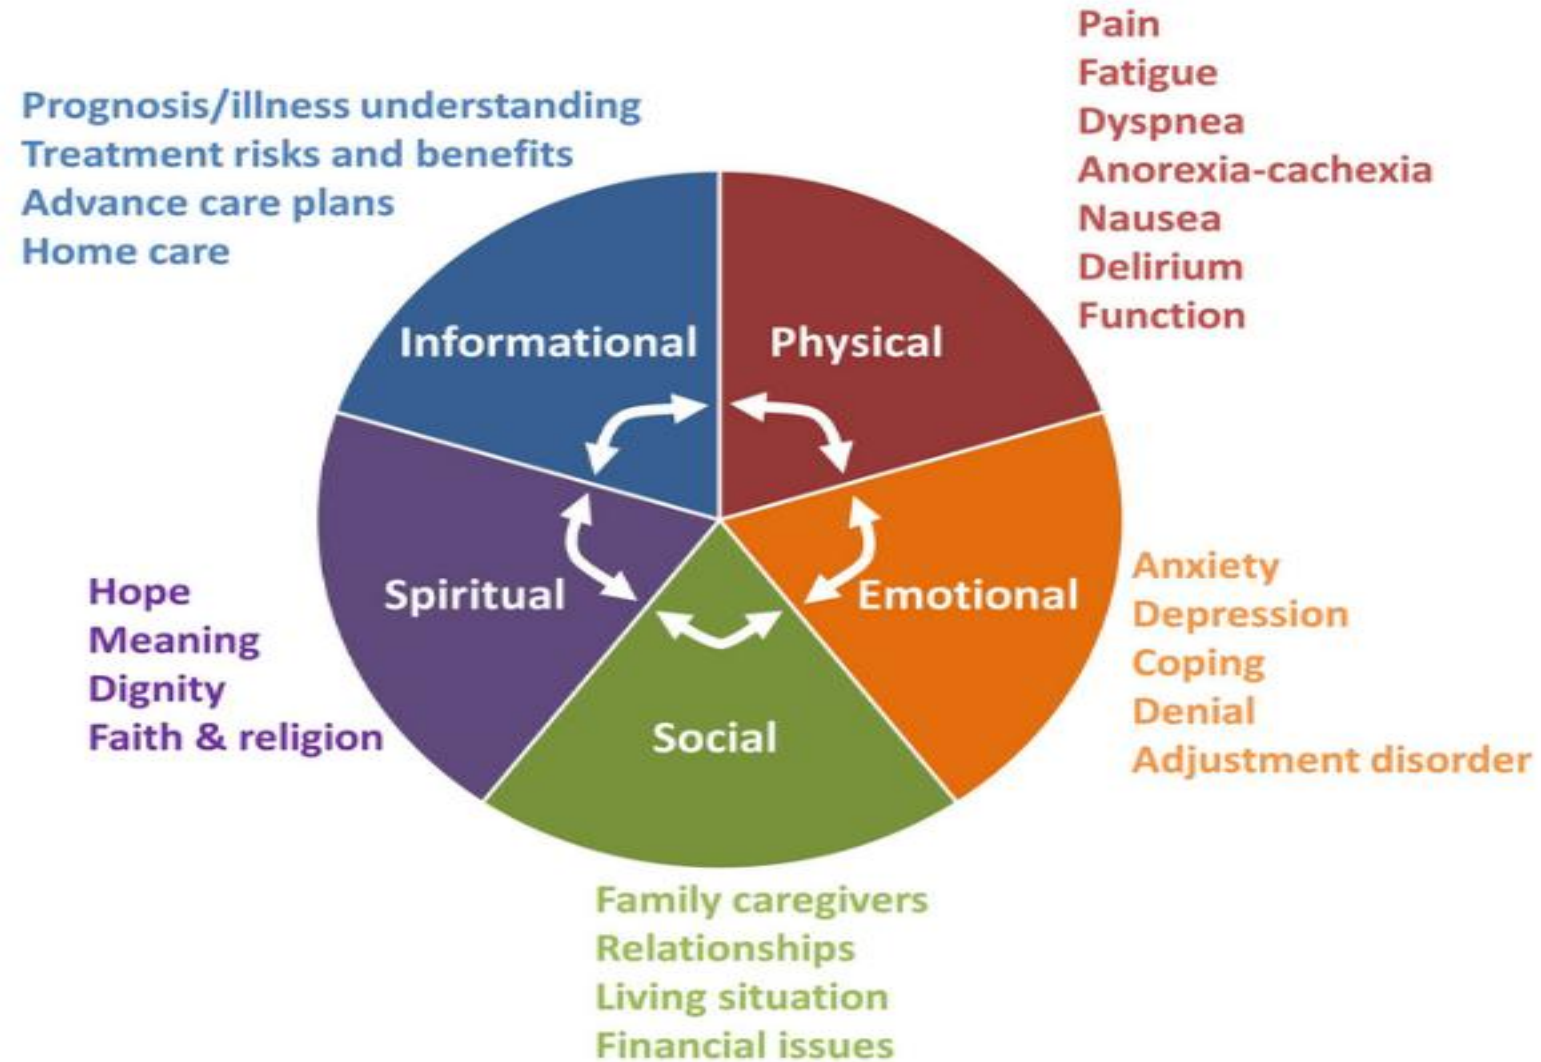 Prognosis/illness understanding
Treatment risks and benefits
Advance care plans
Home care
Pain
Fatigue
Dyspnea
Anorexia-cachexia
Nausea
Delirium
Function
Informational
Physical
Spiritual
Emotional
Social
Hope
Meaning
Dignity
Faith & religion
Anxiety
Depression
Coping
Denial
Adjustment disorder
Family caregivers
Relationships
Living situation
Financial issues